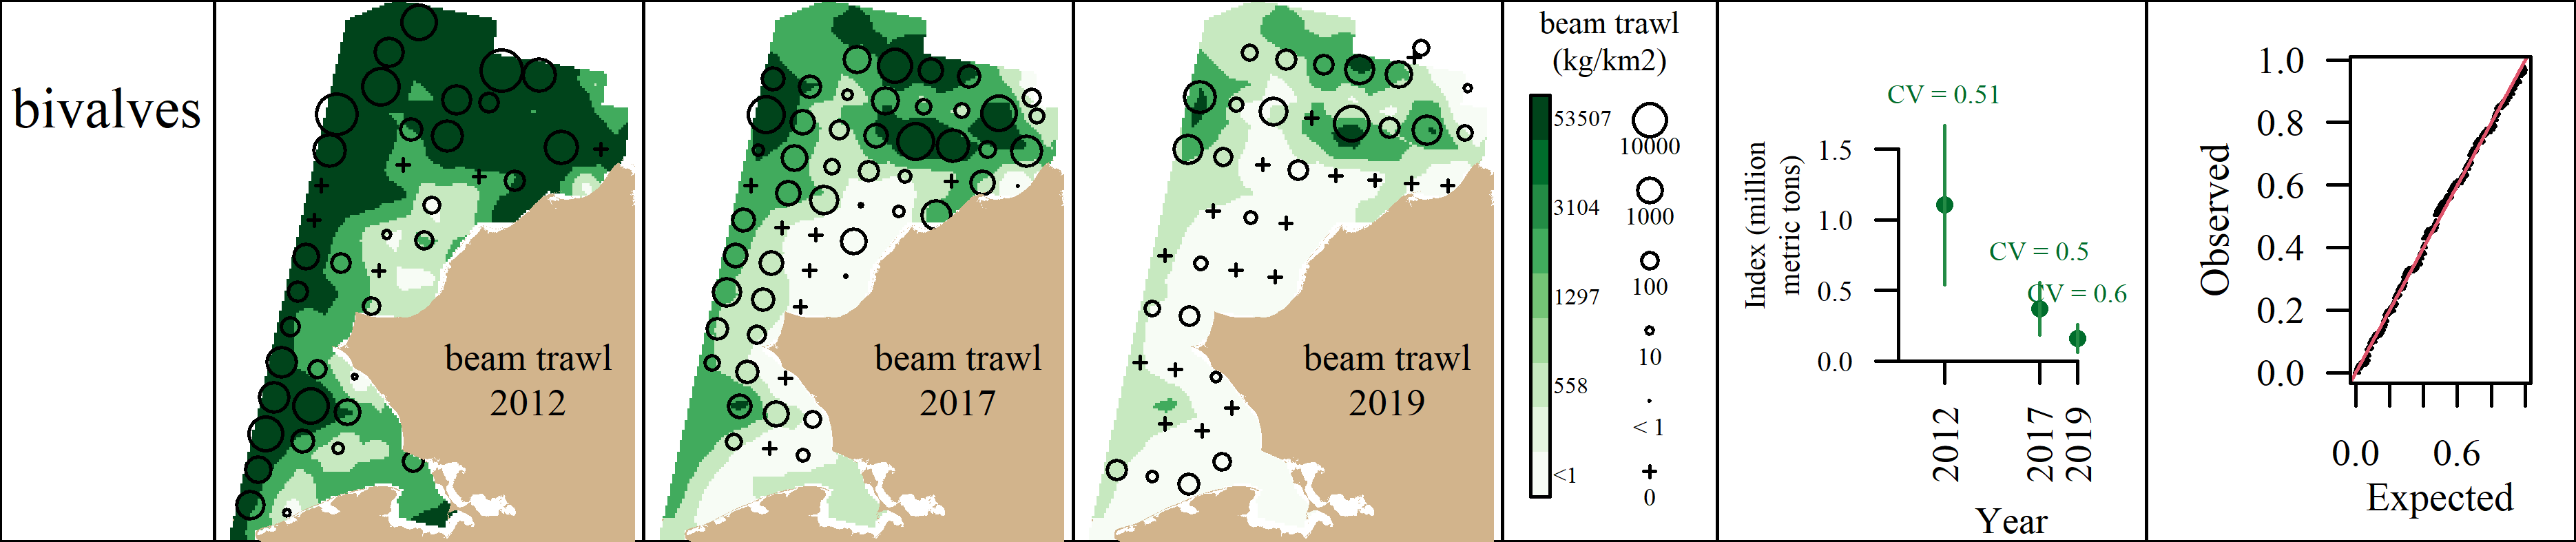 bivalves
beam trawl
2012
beam trawl
2017
beam trawl
2019
beam trawl
(kg/km2)
53507
3104
1297
558
<1
10000
1000
100
10
< 1
0
Index (million
metric tons)
1.5
1.0
0.5
0.0
CV = 0.51
CV = 0.5
CV = 0.6
2012
2017
2019
Year
Observed
1.0
0.8
0.6
0.4
0.2
0.0
0.0 0.6
Expected